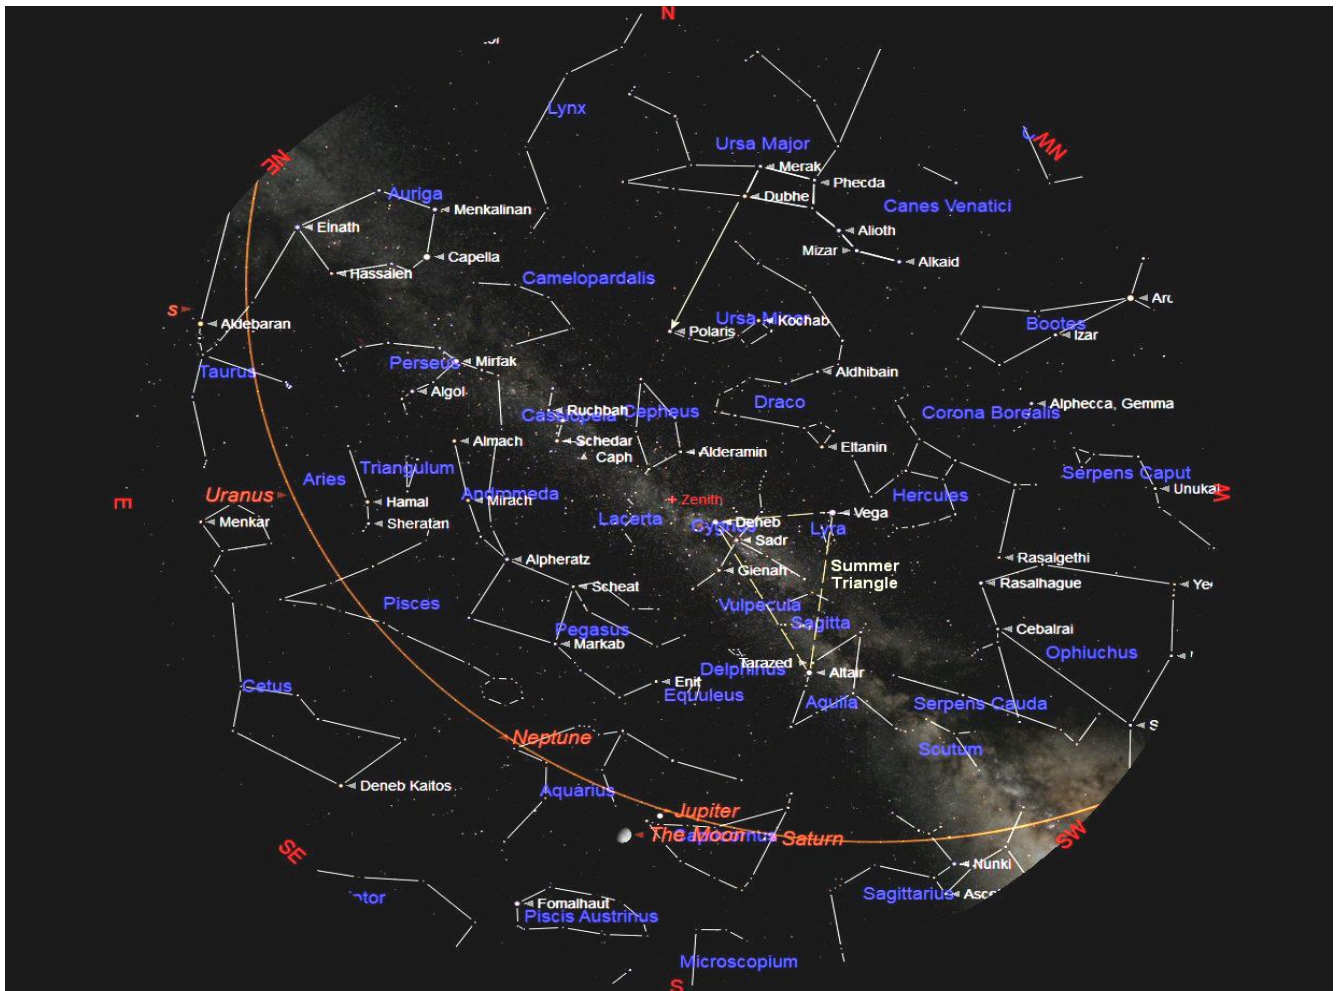 N
Lynx
Ursa Major
NW
NE
Merak
Phecda
Dubhe
Auriga
Menkalinan
Canes Venatici
Elnath
Alioth
Mizar
Alkaid
Capella
Hassaleh
Camelopardalis
s
Aldebaran
Polaris
Ursa Minor
Kochab
Bootes
Izar
Perseus
Mirfak
Taurus
Aldhibain
Algol
Draco
Ruchbah
Cassiopeia
Cepheus
Corona Borealis
Alphecca, Gemma
Almach
Schedar
Caph
Alderamin
Eltanin
Triangulum
Aries
Serpens Caput
Uranus
Andromeda
Mirach
Hamal
Zenith
Hercules
E
W
Menkar
Sheratan
Lacerta
Cygnus
Deneb
Vega
Lyra
Sadr
Alpheratz
Gienah
Summer
Triangle
Rasalgethi
Rasalhague
Scheat
Pisces
Vulpecula
Sagitta
Pegasus
Markab
Cebalrai
Ophiuchus
Tarazed
Delphinus
Altair
Enif
Equuleus
Cetus
Aquila
Serpens Cauda
S
Neptune
Scutum
Deneb Kaitos
Aquarius
Jupiter
The Moon
Capricornus
Saturn
SE
SW
Nunki
Sagittarius
Asce
Fomalhaut
Piscis Austrinus
Microscopium
S